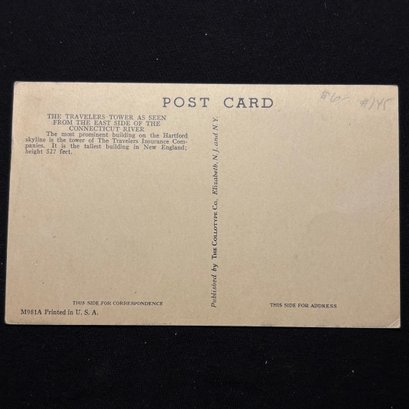 POST CARD
#6-
#145
THE TRAVELERS TOWER AS SEEN
FROM THE EAST SIDE OF THE
CONNECTICUT RIVER
The most prominent building on the Hartford
skyline is the tower of The Travelers Insurance Com-
panies. It is the tallest building in New England;
height 527 feet.
Published by THE COLLOTYPE CO., Elizabeth, N. J. and N. Y.
THIS SIDE FOR CORRESPONDENCE
THIS SIDE FOR ADDRESS
M981A Printed in U. S. A.